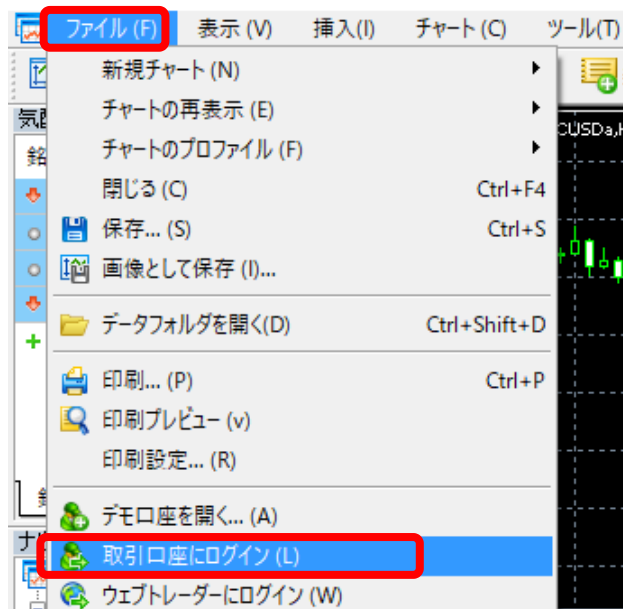 ファイル (F) 表示 (V) 挿入(I) チャート (C) ツール(T)
新規チャート (N)
チャートの再表示 (E)
チャートのプロファイル (F)
閉じる (C) Ctrl+F4
保存... (S) Ctrl+S
画像として保存 (I)...
データフォルダを開く(D) Ctrl+Shift+D
印刷... (P) Ctrl+P
印刷プレビュー (v)
印刷設定... (R)
デモ口座を開く... (A)
取引口座にログイン (L)
ウェブトレーダーにログイン (W)